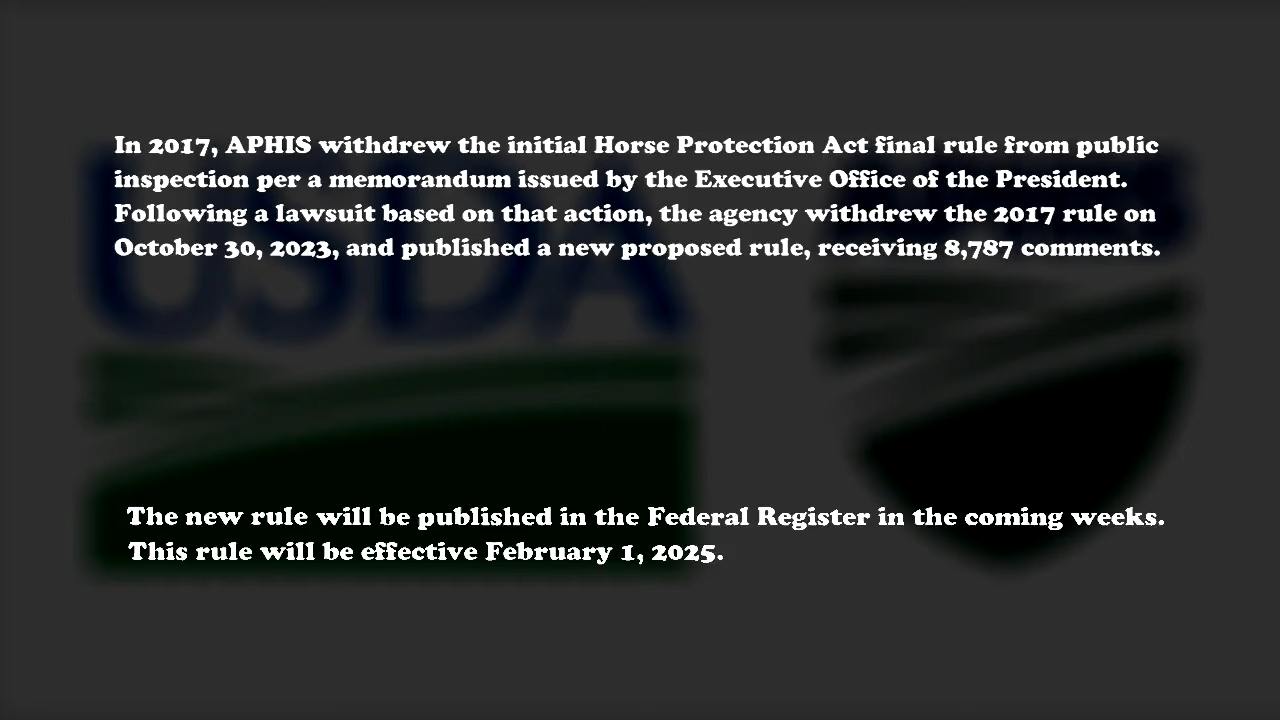 In 2017, APHIS withdrew the initial Horse Protection Act final rule from public
inspection per a memorandum issued by the Executive Office of the President.
Following a lawsuit based on that action, the agency withdrew the 2017 rule on
October 30, 2023, and published a new proposed rule, receiving 8,787 comments.
USDA
The new rule will be published in the Federal Register in the coming weeks.
This rule will be effective February 1, 2025.